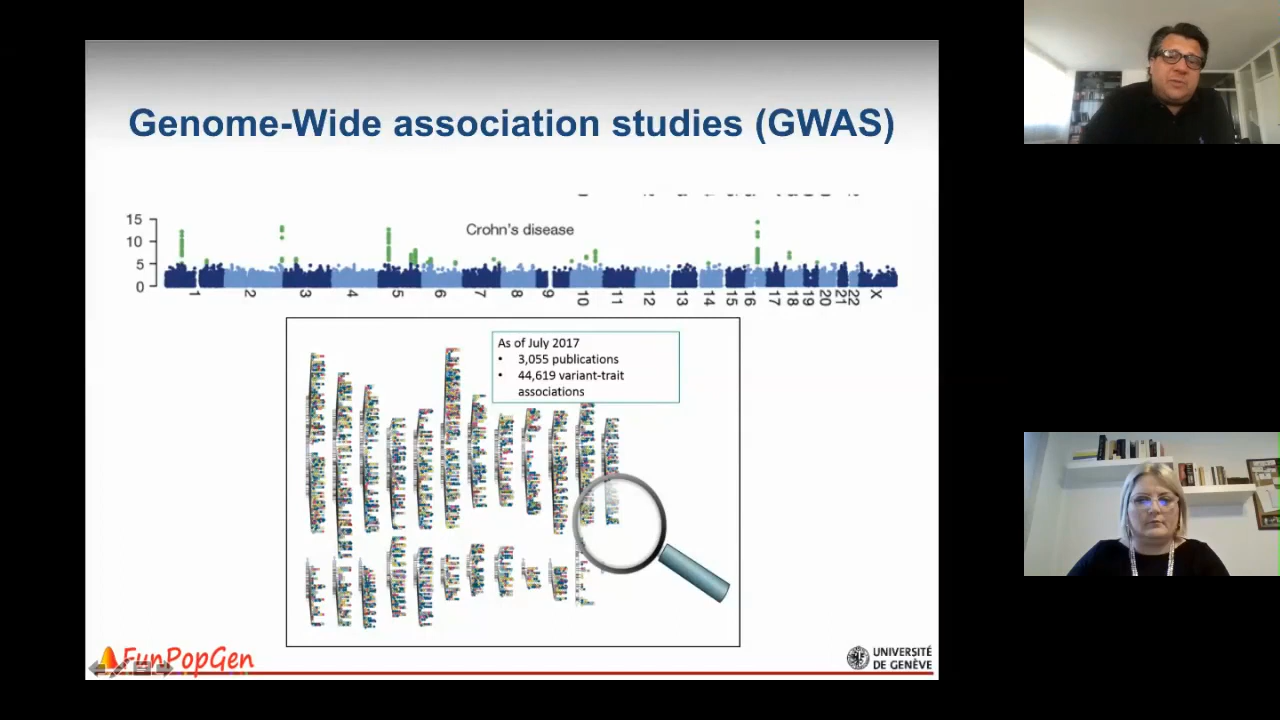 Genome-Wide association studies (GWAS)
15
10
5
0
Crohn's disease
1 2 3 4 5 6 7 8 9 10 11 12 13 14 15 16 17 18 19 20 21 22 X
As of July 2017
• 3,055 publications
• 44,619 variant-trait
associations
FunPopGen
UNIVERSITÉ
DE GENÈVE